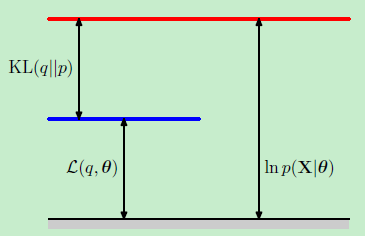 KL(q||p)
L(q, θ)
ln p(X|θ)